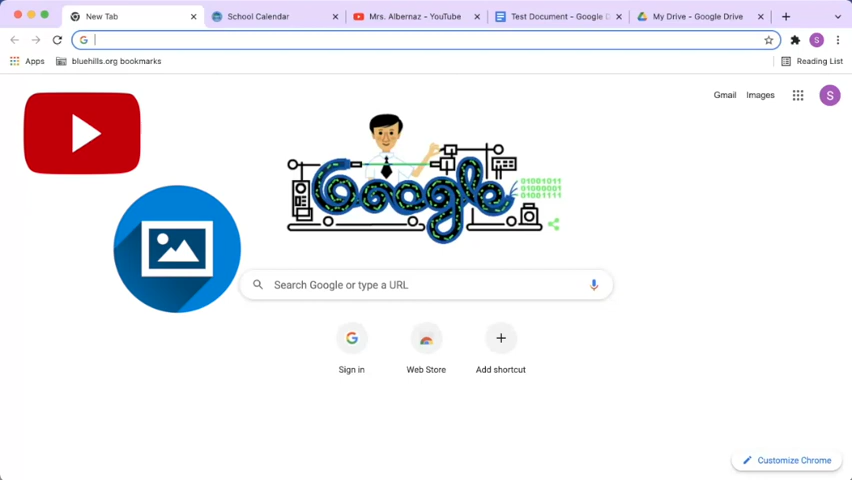 New Tab
School Calendar
Mrs. Albernaz - YouTube
Test Document - Google D
My Drive - Google Drive
S
Apps
bluehills.org bookmarks
Reading List
Gmail
Images
S
Google
01001011
01000001
01001111
Search Google or type a URL
Sign in
Web Store
Add shortcut
Customize Chrome